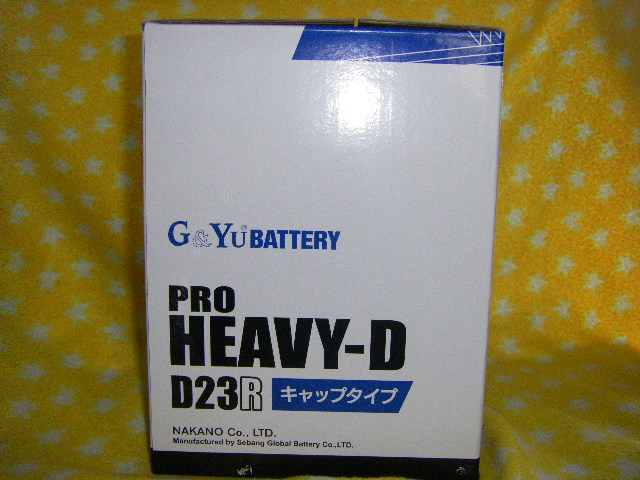 G&Yu BATTERY
PRO
HEAVY-D
D23R キャップタイプ
NAKANO Co., LTD.
Manufactured by Sebang Global Battery Co.,LTD.